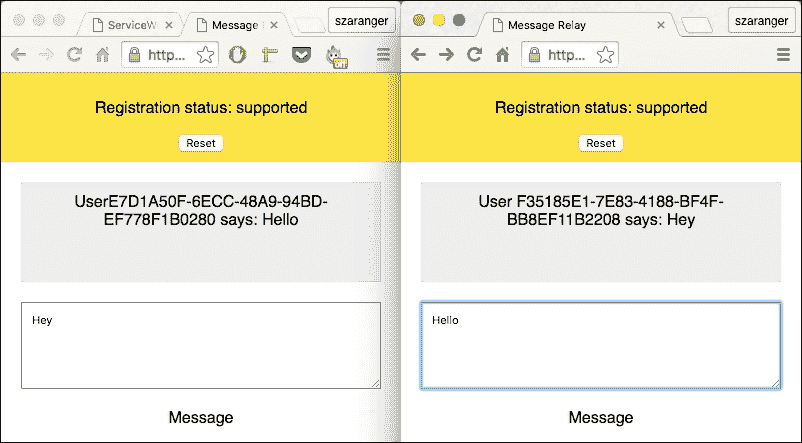 ServiceW
Message
szaranger
http...
Registration status: supported
Reset
UserE7D1A50F-6ECC-48A9-94BD-
EF778F1B0280 says: Hello
Hey
Message
Message Relay
szaranger
http...
Registration status: supported
Reset
User F35185E1-7E83-4188-BF4F-
BB8EF11B2208 says: Hey
Hello
Message